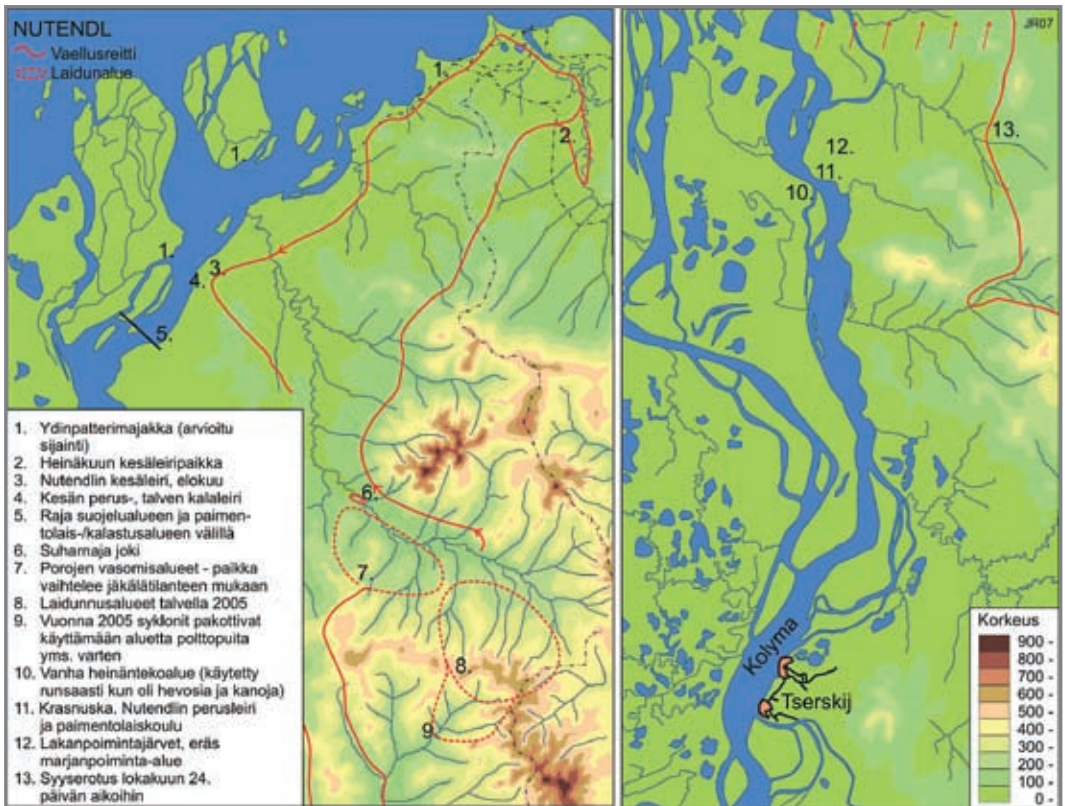 NUTENDL
Vaellusreitti
Laidunalue
1.
1.
1.
2.
3.
4.
5.
6.
7.
8.
9.
1. Ydinpatterimajakka (arvioitu
sijainti)
2. Heinäkuun kesäleiripaikka
3. Nutendlin kesäleiri, elokuu
4. Kesän perus-, talven kalaleiri
5. Raja suojelualueen ja paimen-
tolais-/kalastusalueen välillä
6. Suharnaja joki
7. Porojen vasomisalueet - paikka
vaihtelee jäkälätilanteen mukaan
8. Laidunnusalueet talvella 2005
9. Vuonna 2005 syklonit pakottivat
käyttämään aluetta polttopuita
yms. varten
10. Vanha heinäntekoalue (käytetty
runsaasti kun oli hevosia ja kanoja)
11. Krasnuska. Nutendlin perusleiri
ja paimentolaiskoulu
12. Lakanpoimintajärvet, eräs
marjanpoiminta-alue
13. Syyserotus lokakuun 24.
päivän aikoihin
JR07
13.
12.
11.
10.
Kolyma
Tserskij
Korkeus
900 -
800 -
700 -
600 -
500 -
400 -
300 -
200 -
100 -
0 -